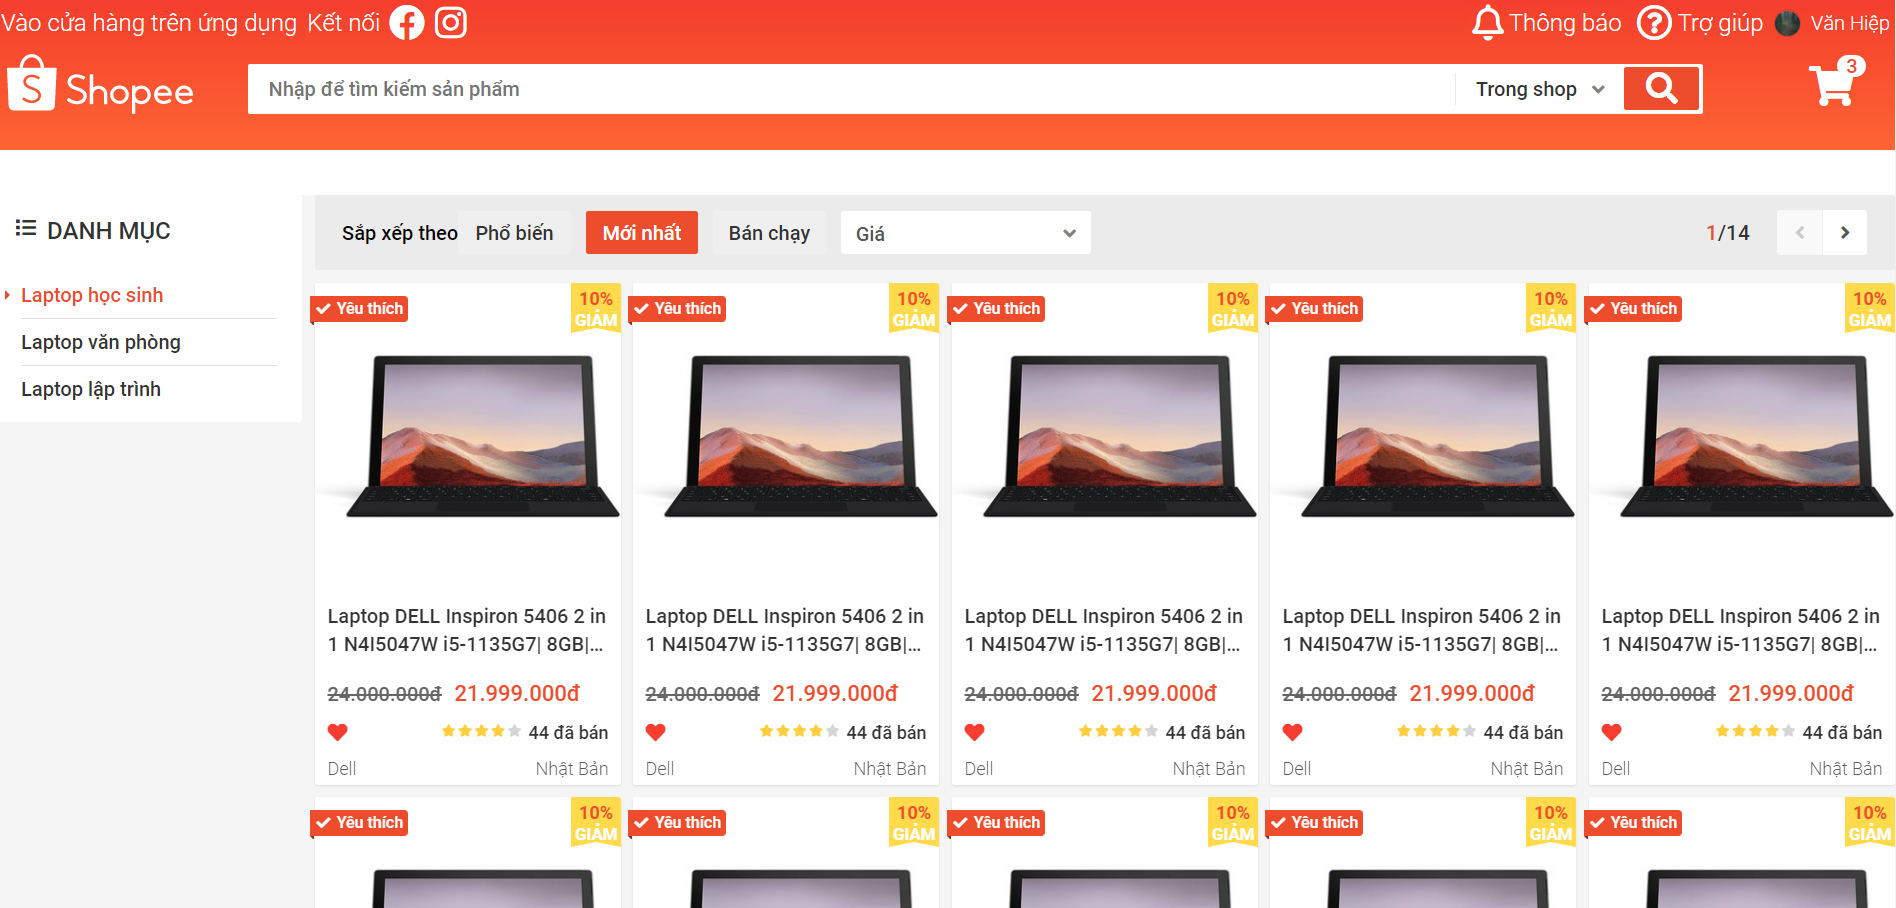 Vào cửa hàng trên ứng dụng Kết nối Thông báo Trợ giúp Văn Hiệp
S Shopee Nhập để tìm kiếm sản phẩm Trong shop 3
DANH MỤC
Laptop học sinh
Laptop văn phòng
Laptop lập trình
Sắp xếp theo Phổ biến Mới nhất Bán chạy Giá 1/14
Yêu thích 10% Yêu thích 10% Yêu thích 10% Yêu thích 10% Yêu thích 10%
GIẢM GIẢM GIẢM GIẢM GIẢM
Laptop DELL Inspiron 5406 2 in Laptop DELL Inspiron 5406 2 in Laptop DELL Inspiron 5406 2 in Laptop DELL Inspiron 5406 2 in Laptop DELL Inspiron 5406 2 in
1 N4I5047W i5-1135G7| 8GB|... 1 N4I5047W i5-1135G7| 8GB|... 1 N4I5047W i5-1135G7| 8GB|... 1 N4I5047W i5-1135G7| 8GB|... 1 N4I5047W i5-1135G7| 8GB|...
24.000.000đ 21.999.000đ 24.000.000đ 21.999.000đ 24.000.000đ 21.999.000đ 24.000.000đ 21.999.000đ 24.000.000đ 21.999.000đ
44 đã bán 44 đã bán 44 đã bán 44 đã bán 44 đã bán
Dell Nhật Bản Dell Nhật Bản Dell Nhật Bản Dell Nhật Bản Dell Nhật Bản
Yêu thích 10% Yêu thích 10% Yêu thích 10% Yêu thích 10% Yêu thích 10%
GIẢM GIẢM GIẢM GIẢM GIẢM